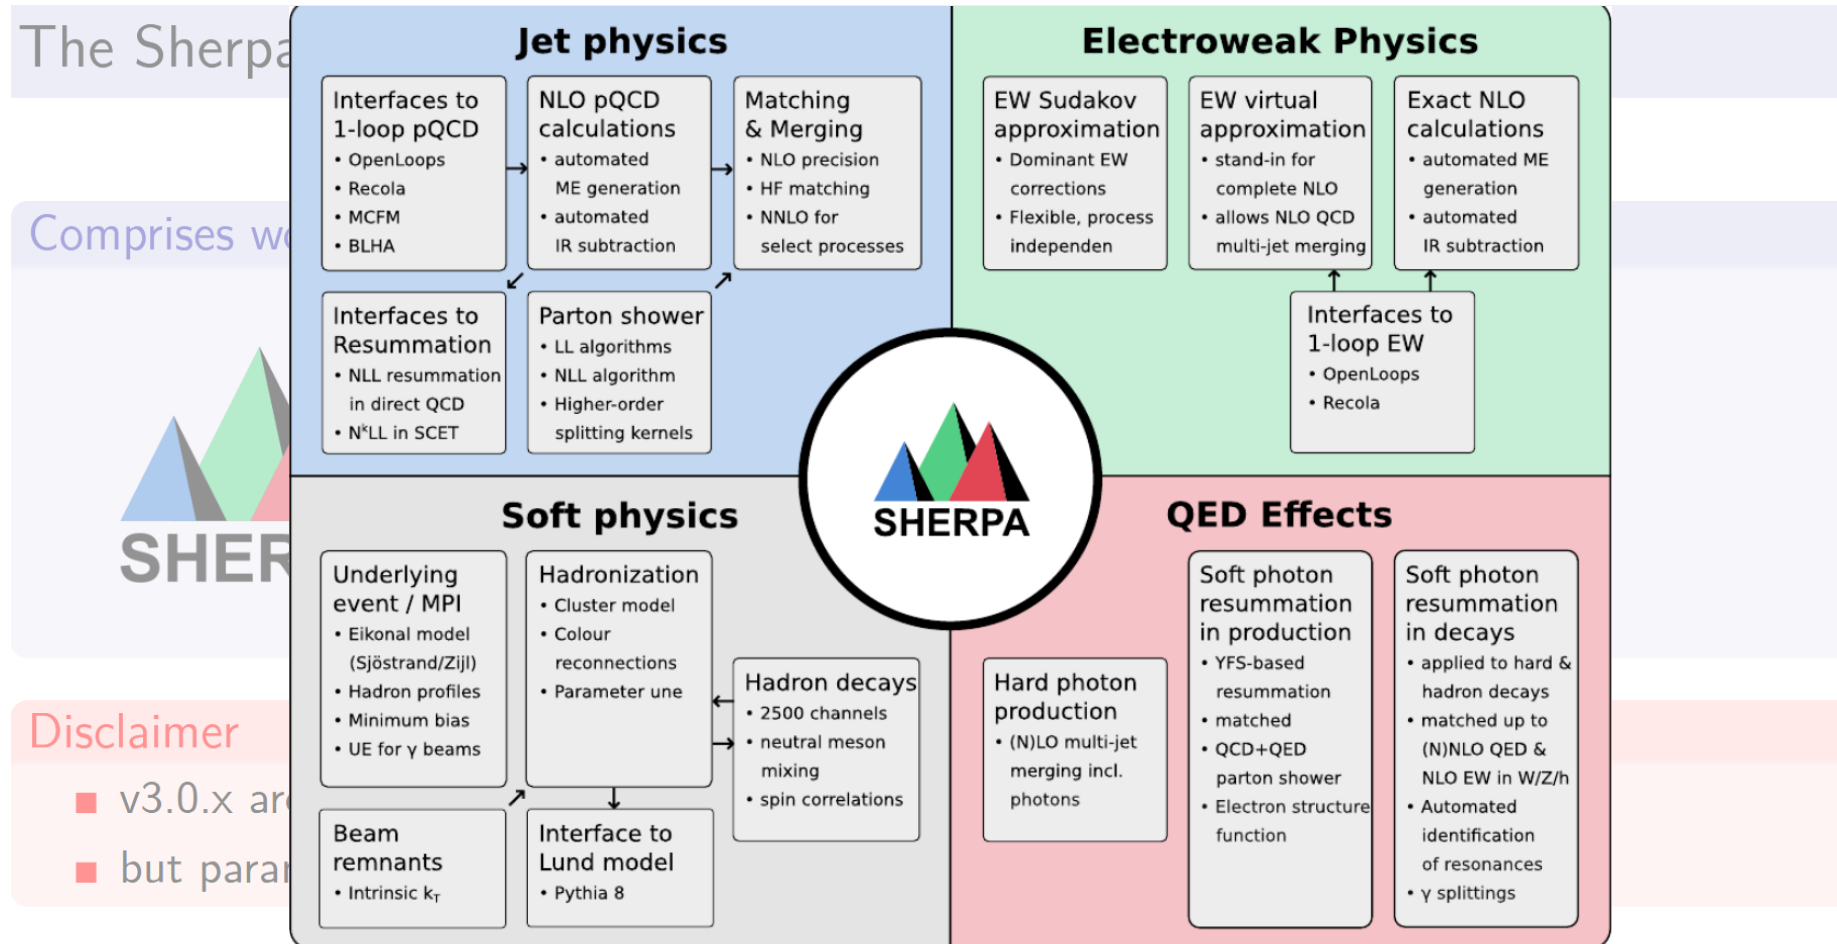 The Sherpa
Comprises wo
SHER
Disclaimer
v3.0.x are
but paran
Jet physics
Interfaces to
1-loop pQCD
• OpenLoops
• Recola
• MCFM
• BLHA
NLO pQCD
calculations
• automated
ME generation
• automated
IR subtraction
Matching
& Merging
• NLO precision
• HF matching
• NNLO for
select processes
Interfaces to
Resummation
• NLL resummation
in direct QCD
• NᵏLL in SCET
Parton shower
• LL algorithms
• NLL algorithm
• Higher-order
splitting kernels
Electroweak Physics
EW Sudakov
approximation
• Dominant EW
corrections
• Flexible, process
independen
EW virtual
approximation
• stand-in for
complete NLO
• allows NLO QCD
multi-jet merging
Exact NLO
calculations
• automated ME
generation
• automated
IR subtraction
Interfaces to
1-loop EW
• OpenLoops
• Recola
SHERPA
Soft physics
Underlying
event / MPI
• Eikonal model
(Sjöstrand/Zijl)
• Hadron profiles
• Minimum bias
• UE for γ beams
Hadronization
• Cluster model
• Colour
reconnections
• Parameter une
Hadron decays
• 2500 channels
• neutral meson
mixing
• spin correlations
Beam
remnants
• Intrinsic k_T
Interface to
Lund model
• Pythia 8
QED Effects
Hard photon
production
• (N)LO multi-jet
merging incl.
photons
Soft photon
resummation
in production
• YFS-based
resummation
• matched
• QCD+QED
parton shower
• Electron structure
function
Soft photon
resummation
in decays
• applied to hard &
hadron decays
• matched up to
(N)NLO QED &
NLO EW in W/Z/h
• Automated
identification
of resonances
• γ splittings